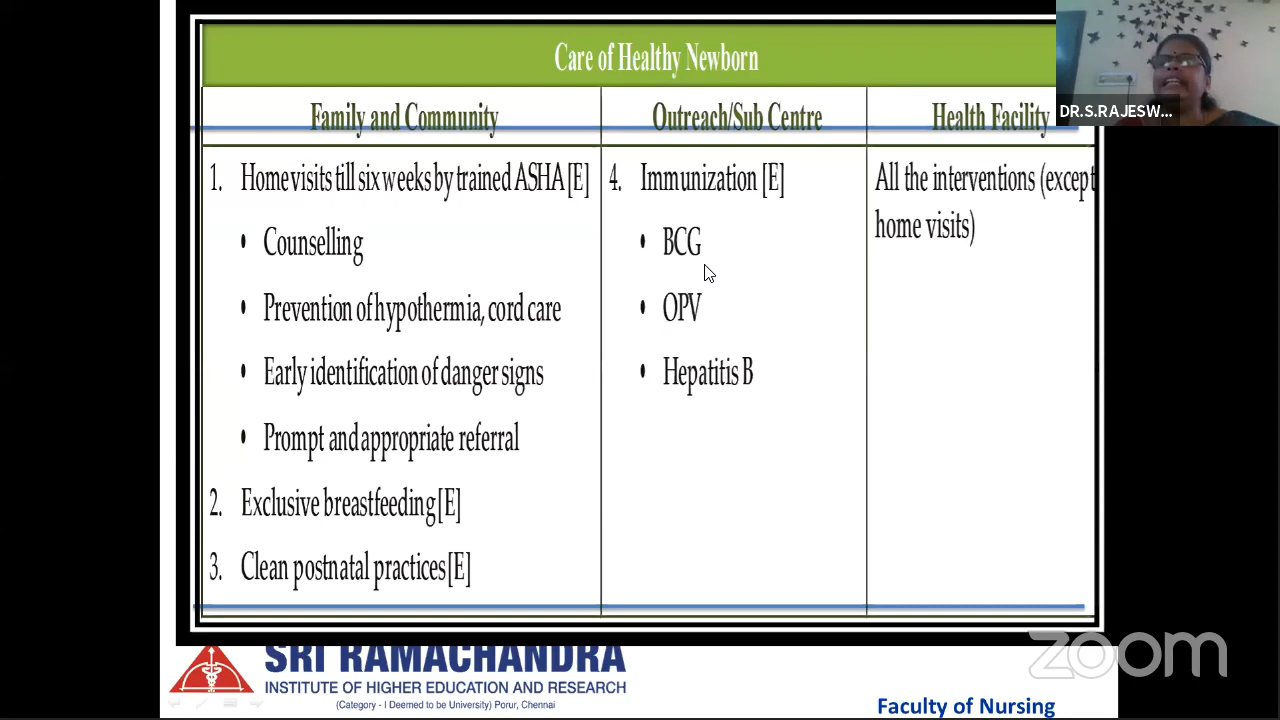 Care of Healthy Newborn
Family and Community
Outreach/Sub Centre
Health Facility
1. Home visits till six weeks by trained ASHA [E]
• Counselling
• Prevention of hypothermia, cord care
• Early identification of danger signs
• Prompt and appropriate referral
2. Exclusive breastfeeding [E]
3. Clean postnatal practices [E]
4. Immunization [E]
• BCG
• OPV
• Hepatitis B
All the interventions (except
home visits)
DR.S.RAJESW...
SRI RAMACHANDRA
INSTITUTE OF HIGHER EDUCATION AND RESEARCH
(Category - I Deemed to be University) Porur, Chennai
Faculty of Nursing
zoom